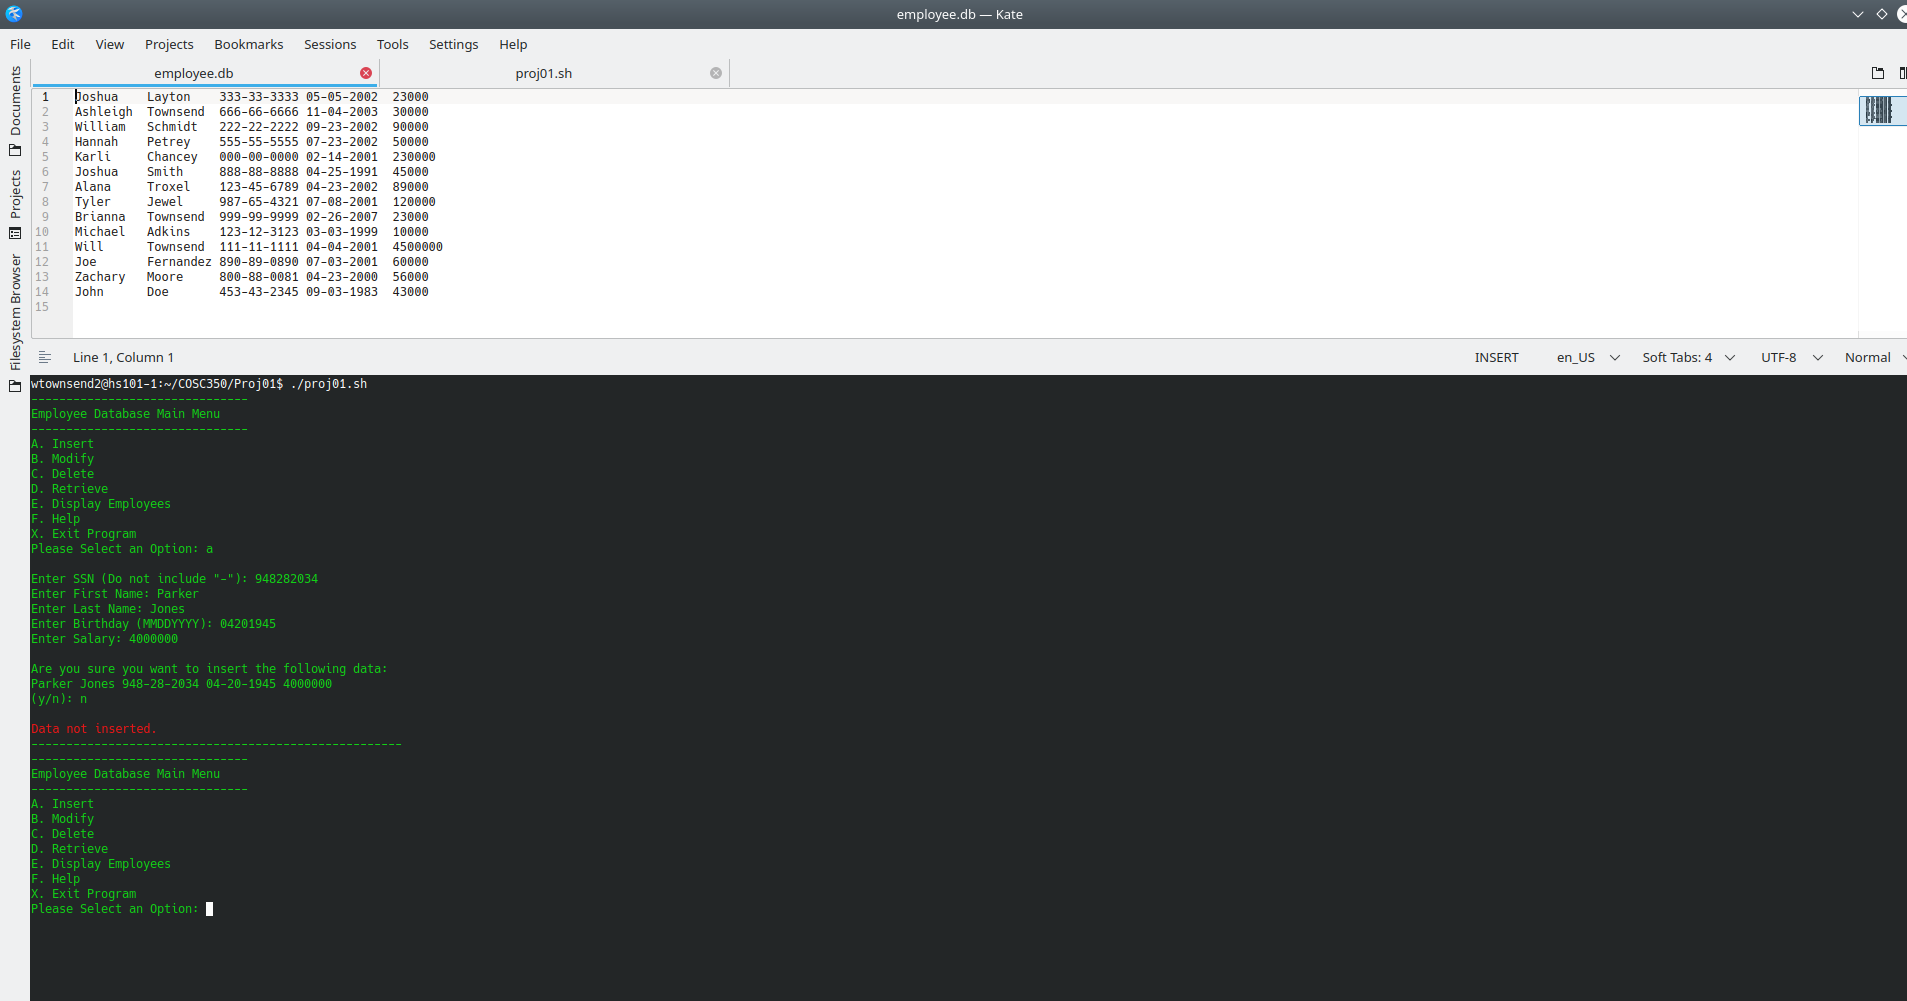 employee.db — Kate
File Edit View Projects Bookmarks Sessions Tools Settings Help
Documents
Projects
Filesystem Browser
employee.db proj01.sh
1 Joshua Layton 333-33-3333 05-05-2002 23000
2 Ashleigh Townsend 666-66-6666 11-04-2003 30000
3 William Schmidt 222-22-2222 09-23-2002 90000
4 Hannah Petrey 555-55-5555 07-23-2002 50000
5 Karli Chancey 000-00-0000 02-14-2001 230000
6 Joshua Smith 888-88-8888 04-25-1991 45000
7 Alana Troxel 123-45-6789 04-23-2002 89000
8 Tyler Jewel 987-65-4321 07-08-2001 120000
9 Brianna Townsend 999-99-9999 02-26-2007 23000
10 Michael Adkins 123-12-3123 03-03-1999 10000
11 Will Townsend 111-11-1111 04-04-2001 4500000
12 Joe Fernandez 890-89-0890 07-03-2001 60000
13 Zachary Moore 800-88-0081 04-23-2000 56000
14 John Doe 453-43-2345 09-03-1983 43000
15
Line 1, Column 1 INSERT en_US Soft Tabs: 4 UTF-8 Normal
wtownsend2@hs101-1:~/COSC350/Proj01$ ./proj01.sh
-------------------------------
Employee Database Main Menu
-------------------------------
A. Insert
B. Modify
C. Delete
D. Retrieve
E. Display Employees
F. Help
X. Exit Program
Please Select an Option: a
Enter SSN (Do not include "-"): 948282034
Enter First Name: Parker
Enter Last Name: Jones
Enter Birthday (MMDDYYYY): 04201945
Enter Salary: 4000000
Are you sure you want to insert the following data:
Parker Jones 948-28-2034 04-20-1945 4000000
(y/n): n
Data not inserted.
-----------------------------------------------------
-------------------------------
Employee Database Main Menu
-------------------------------
A. Insert
B. Modify
C. Delete
D. Retrieve
E. Display Employees
F. Help
X. Exit Program
Please Select an Option: